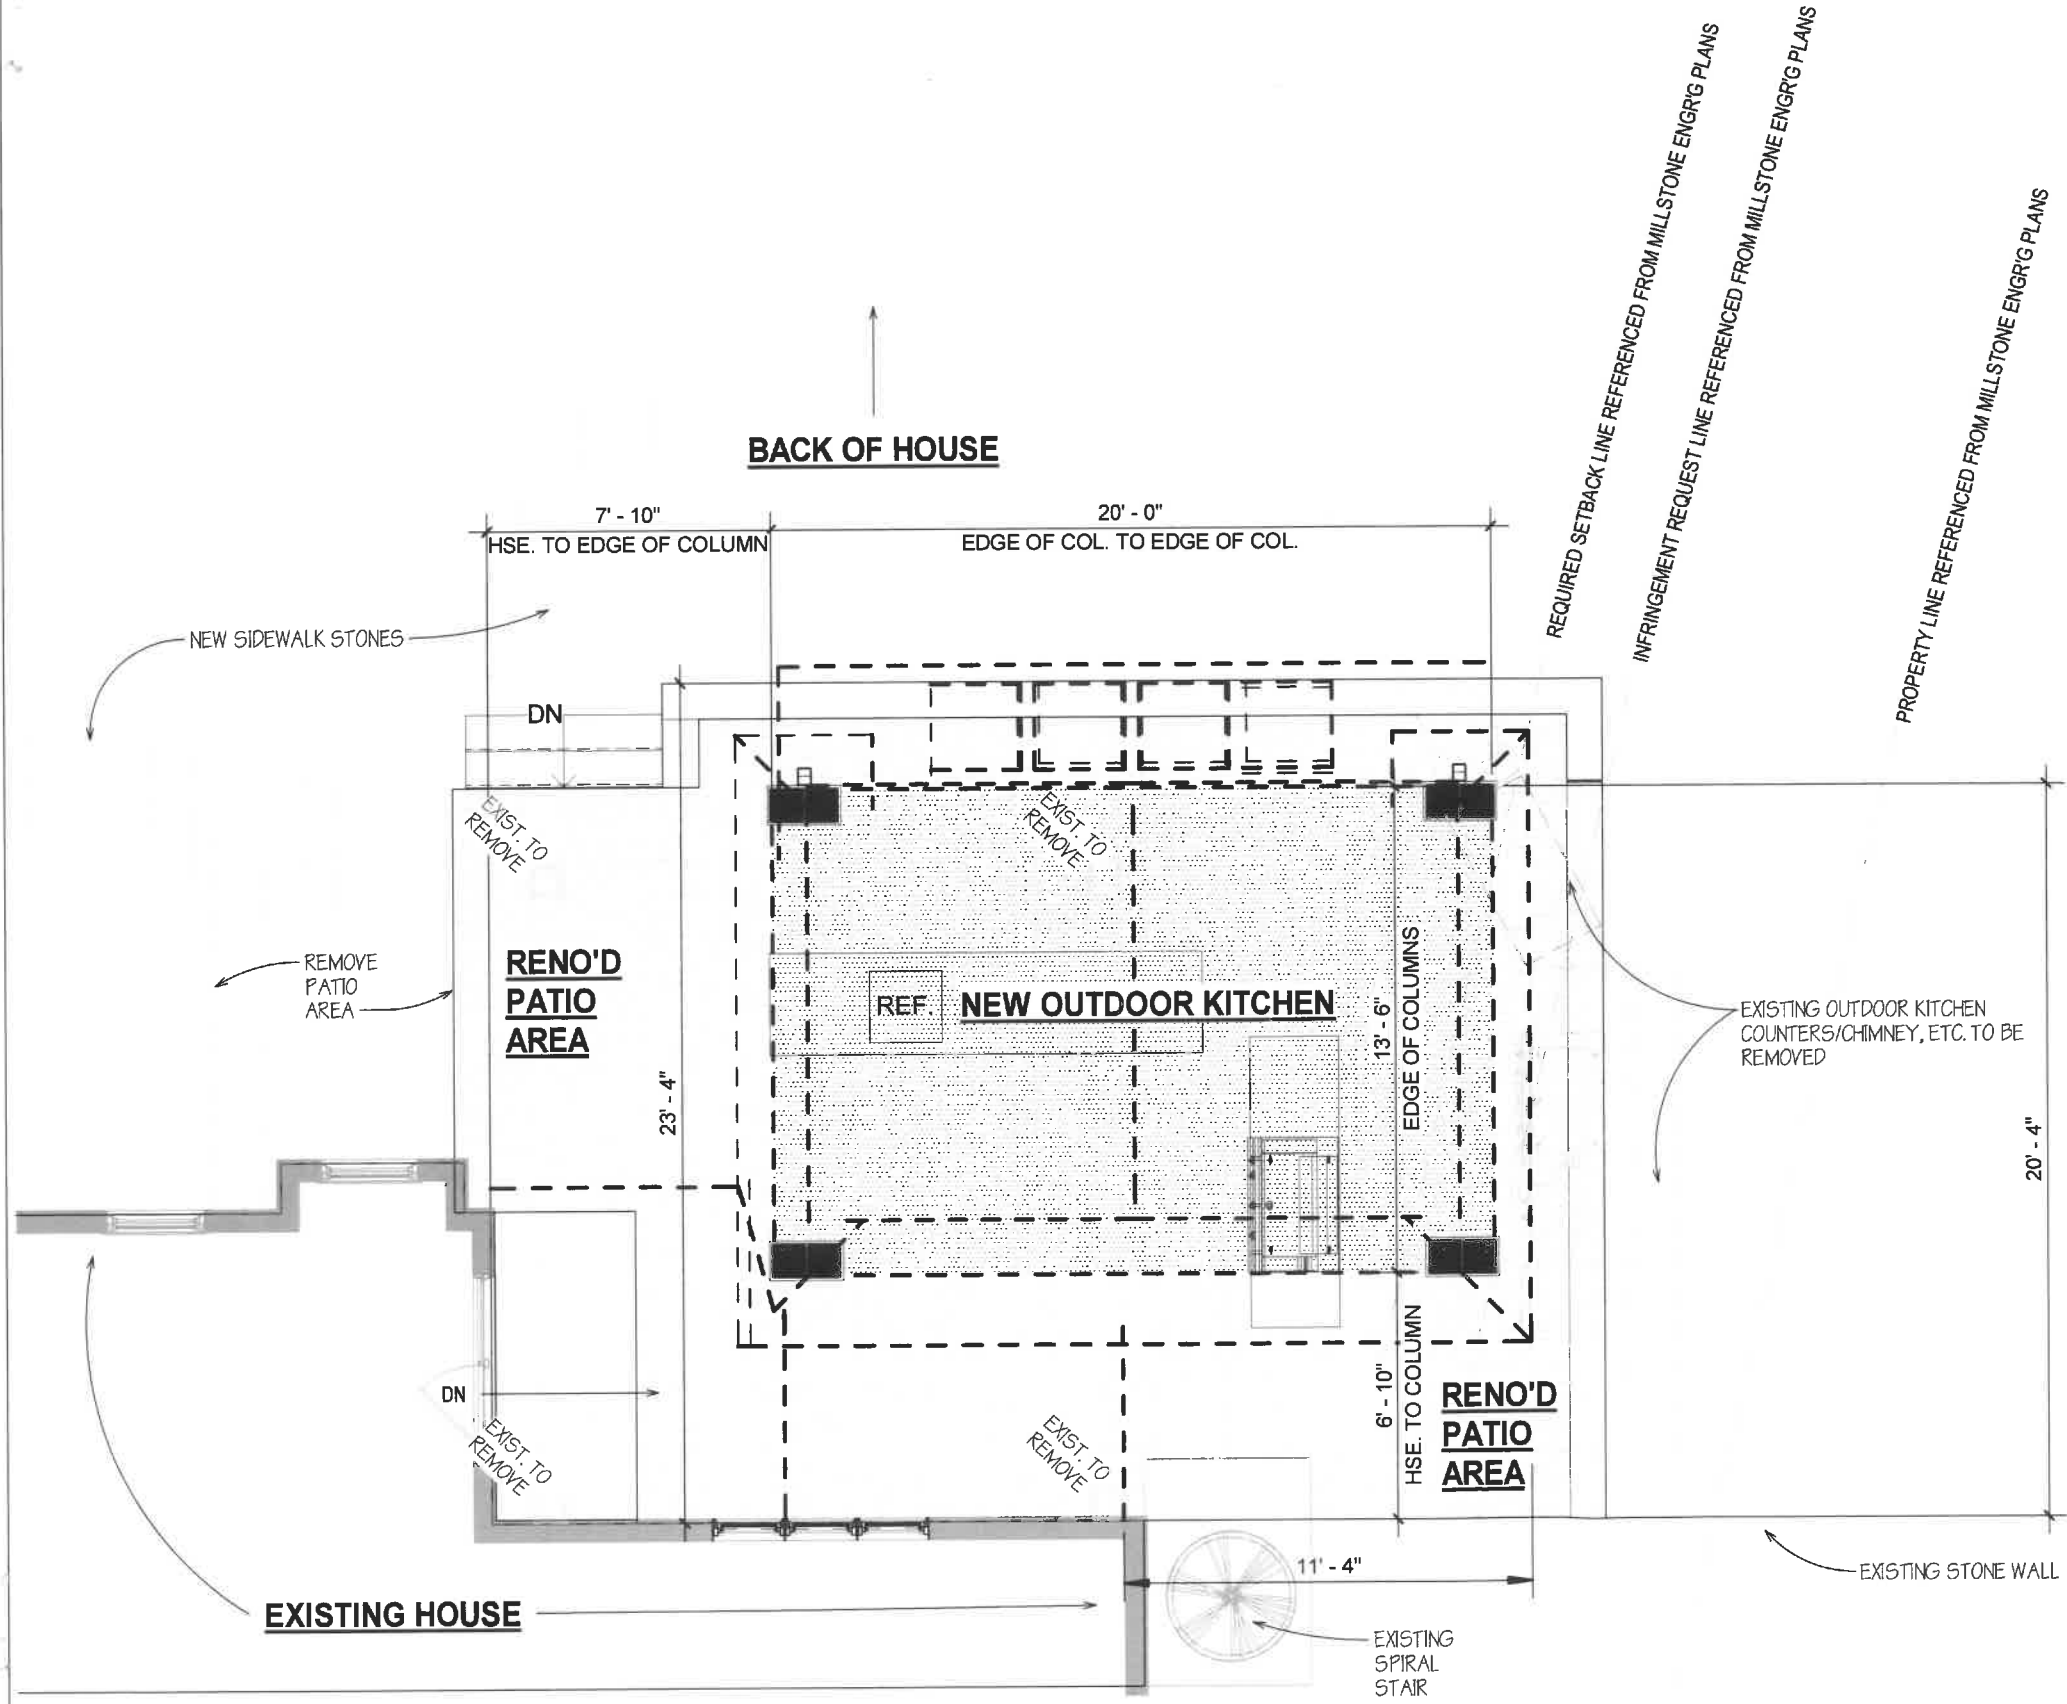 REQUIRED SETBACK LINE REFERENCED FROM MILLSTONE ENGR'G PLANS
INFRINGEMENT REQUEST LINE REFERENCED FROM MILLSTONE ENGR'G PLANS
PROPERTY LINE REFERENCED FROM MILLSTONE ENGR'G PLANS
BACK OF HOUSE
7' - 10"
HSE. TO EDGE OF COLUMN
20' - 0"
EDGE OF COL. TO EDGE OF COL.
NEW SIDEWALK STONES
DN
EXIST. TO
REMOVE
EXIST. TO
REMOVE
REMOVE
PATIO
AREA
RENO'D
PATIO
AREA
23' - 4"
REF.
NEW OUTDOOR KITCHEN
13' - 6"
EDGE OF COLUMNS
EXISTING OUTDOOR KITCHEN
COUNTERS/CHIMNEY, ETC. TO BE
REMOVED
20' - 4"
DN
EXIST. TO
REMOVE
EXIST. TO
REMOVE
6' - 10"
HSE. TO COLUMN
RENO'D
PATIO
AREA
EXISTING HOUSE
11' - 4"
EXISTING STONE WALL
EXISTING
SPIRAL
STAIR